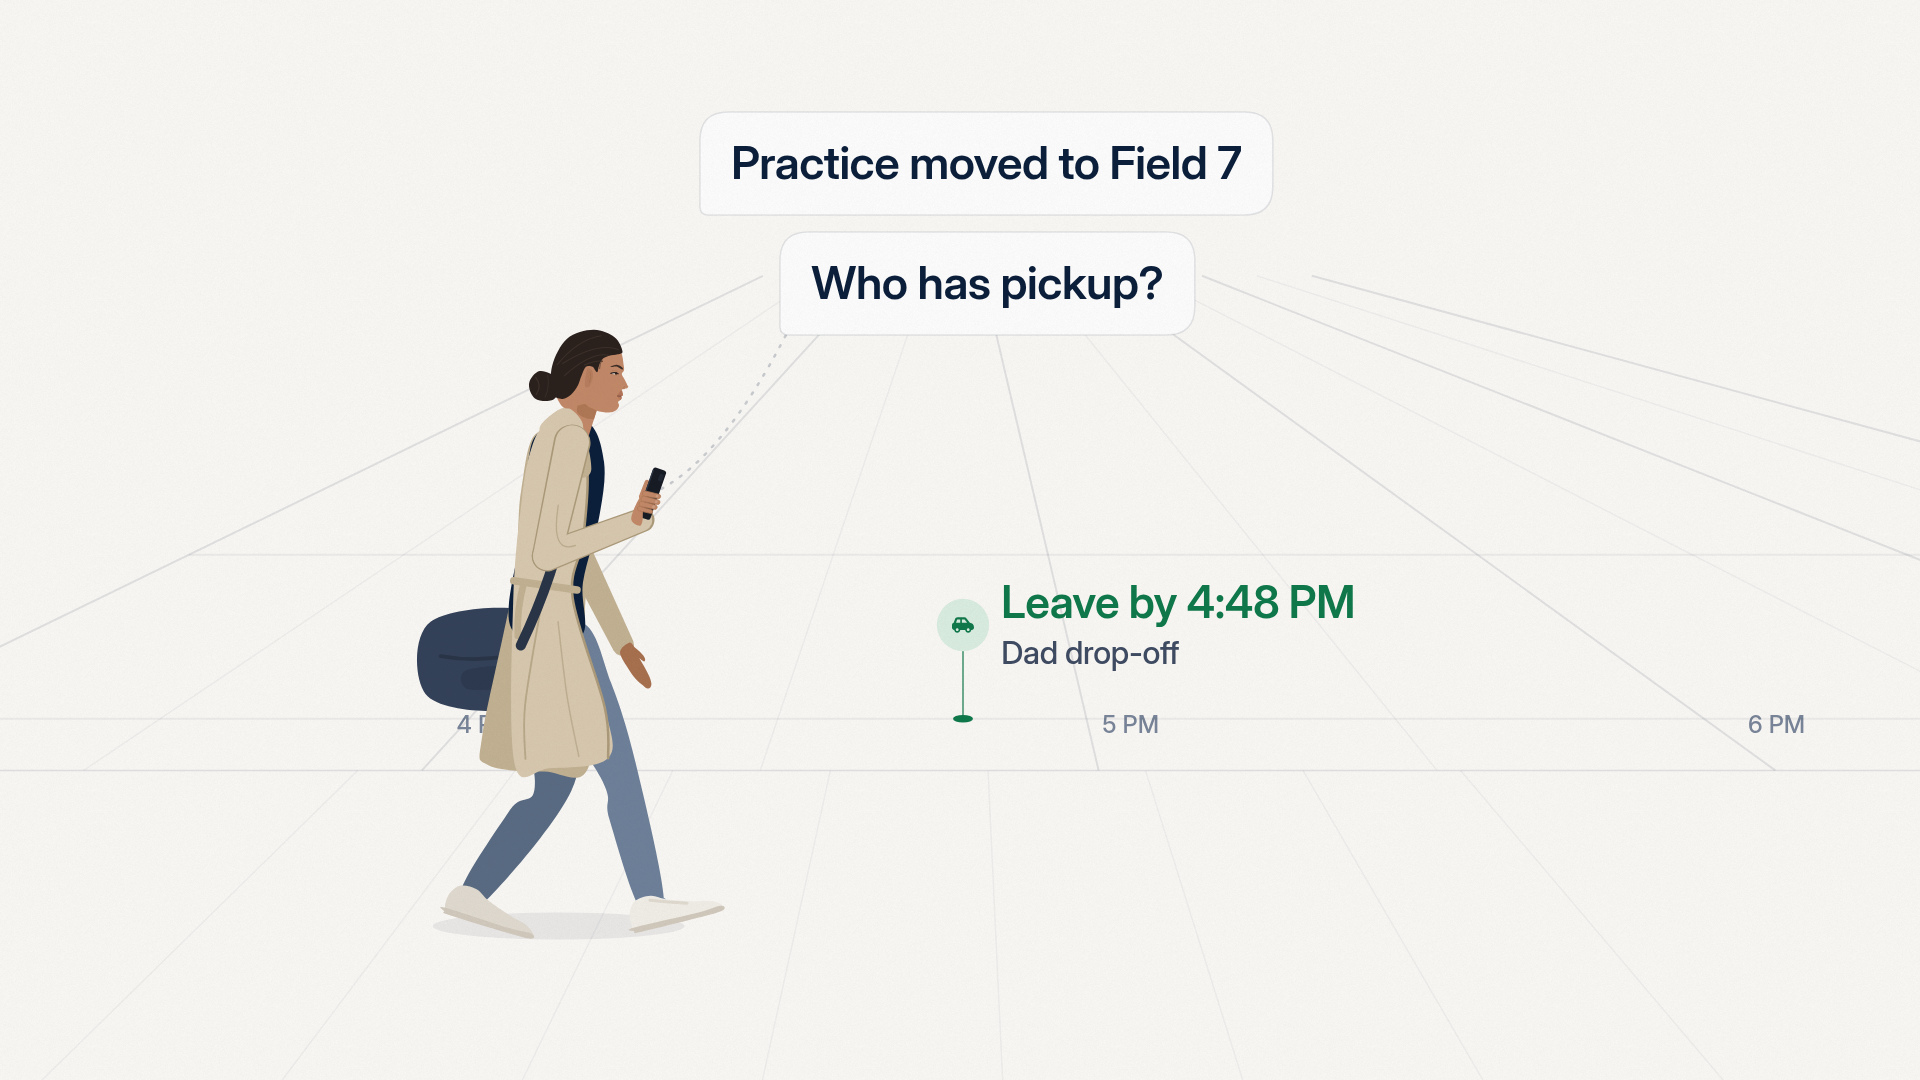 Practice moved to Field 7
Who has pickup?
Leave by 4:48 PM
Dad drop-off
4
5 PM
6 PM